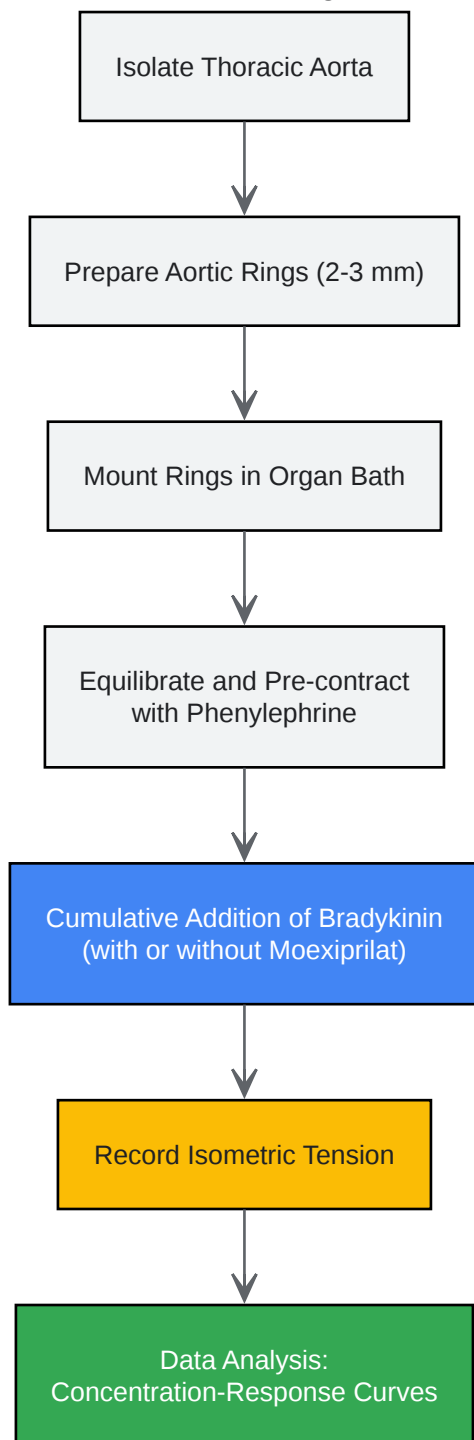 Isolate Thoracic Aorta
Prepare Aortic Rings (2-3 mm)
Mount Rings in Organ Bath
Equilibrate and Pre-contract
with Phenylephrine
Cumulative Addition of Bradykinin
(with or without Moexiprilat)
Record Isometric Tension
Data Analysis:
Concentration-Response Curves